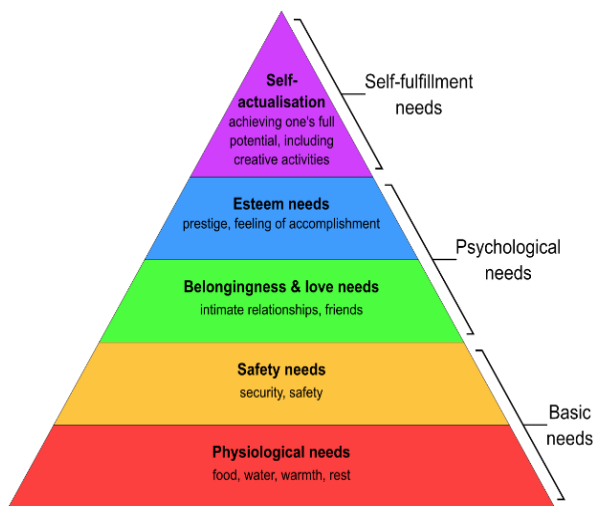 Self-
actualisation
achieving one's full
potential, including
creative activities
Self-fulfillment
needs
Esteem needs
prestige, feeling of accomplishment
Psychological
needs
Belongingness & love needs
intimate relationships, friends
Safety needs
security, safety
Basic
needs
Physiological needs
food, water, warmth, rest